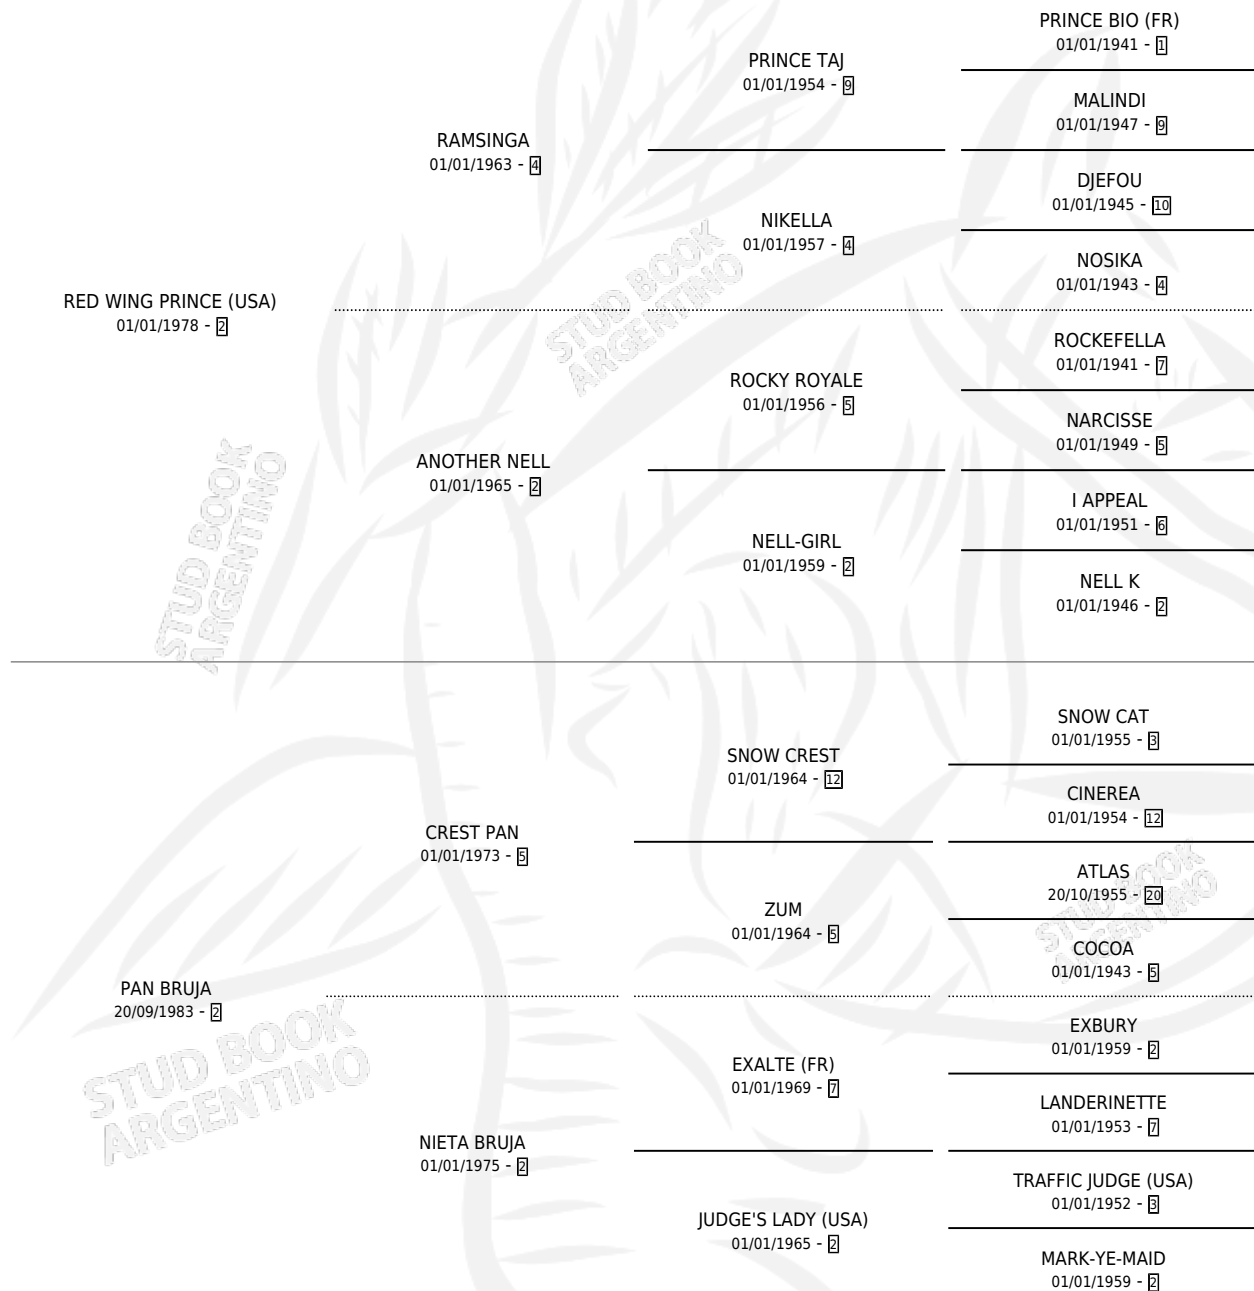 PRINCE BIO (FR)
01/01/1941 - 1
PRINCE TAJ
01/01/1954 - 9
MALINDI
01/01/1947 - 9
RAMSINGA
01/01/1963 - 4
DJEFOU
01/01/1945 - 10
NIKELLA
01/01/1957 - 4
NOSIKA
01/01/1943 - 4
RED WING PRINCE (USA)
01/01/1978 - 2
ROCKEFELLA
01/01/1941 - 7
ROCKY ROYALE
01/01/1956 - 5
NARCISSE
01/01/1949 - 5
ANOTHER NELL
01/01/1965 - 2
I APPEAL
01/01/1951 - 6
NELL-GIRL
01/01/1959 - 2
NELL K
01/01/1946 - 2
SNOW CAT
01/01/1955 - 3
SNOW CREST
01/01/1964 - 12
CINEREA
01/01/1954 - 12
CREST PAN
01/01/1973 - 5
ATLAS
20/10/1955 - 20
ZUM
01/01/1964 - 5
COCOA
01/01/1943 - 5
PAN BRUJA
20/09/1983 - 2
EXBURY
01/01/1959 - 2
EXALTE (FR)
01/01/1969 - 7
LANDERINETTE
01/01/1953 - 7
NIETA BRUJA
01/01/1975 - 2
TRAFFIC JUDGE (USA)
01/01/1952 - 3
JUDGE'S LADY (USA)
01/01/1965 - 2
MARK-YE-MAID
01/01/1959 - 2
STUD BOOK
ARGENTINO
STUD BOOK
ARGENTINO
STUD BOOK
ARGENTINO
STUD BOOK
ARGENTINO